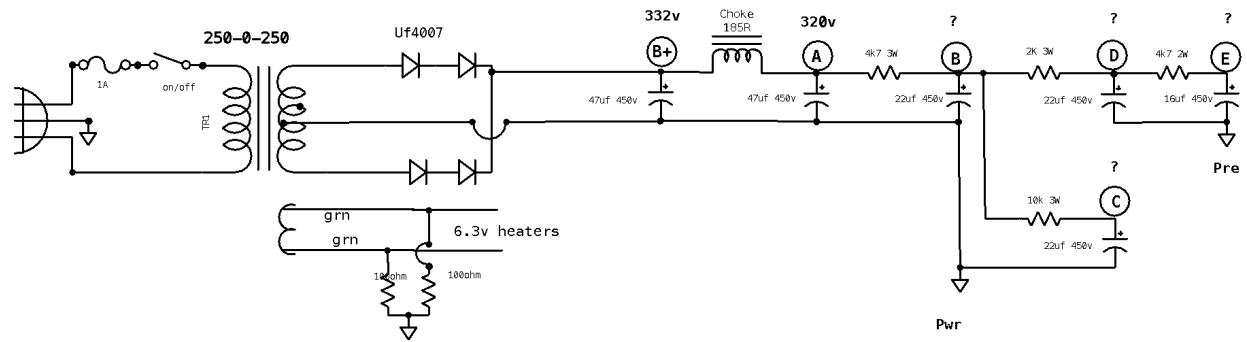 250-0-250
Uf4007
332v
Choke
185R
320v
?
?
?
B+
A
4k7 3W
B
2K 3W
D
4k7 2W
E
1A
on/off
TR1
47uf 450v
47uf 450v
22uf 450v
22uf 450v
16uf 450v
Pre
?
10k 3W
C
22uf 450v
grn
grn
6.3v heaters
100ohm
100ohm
Pwr